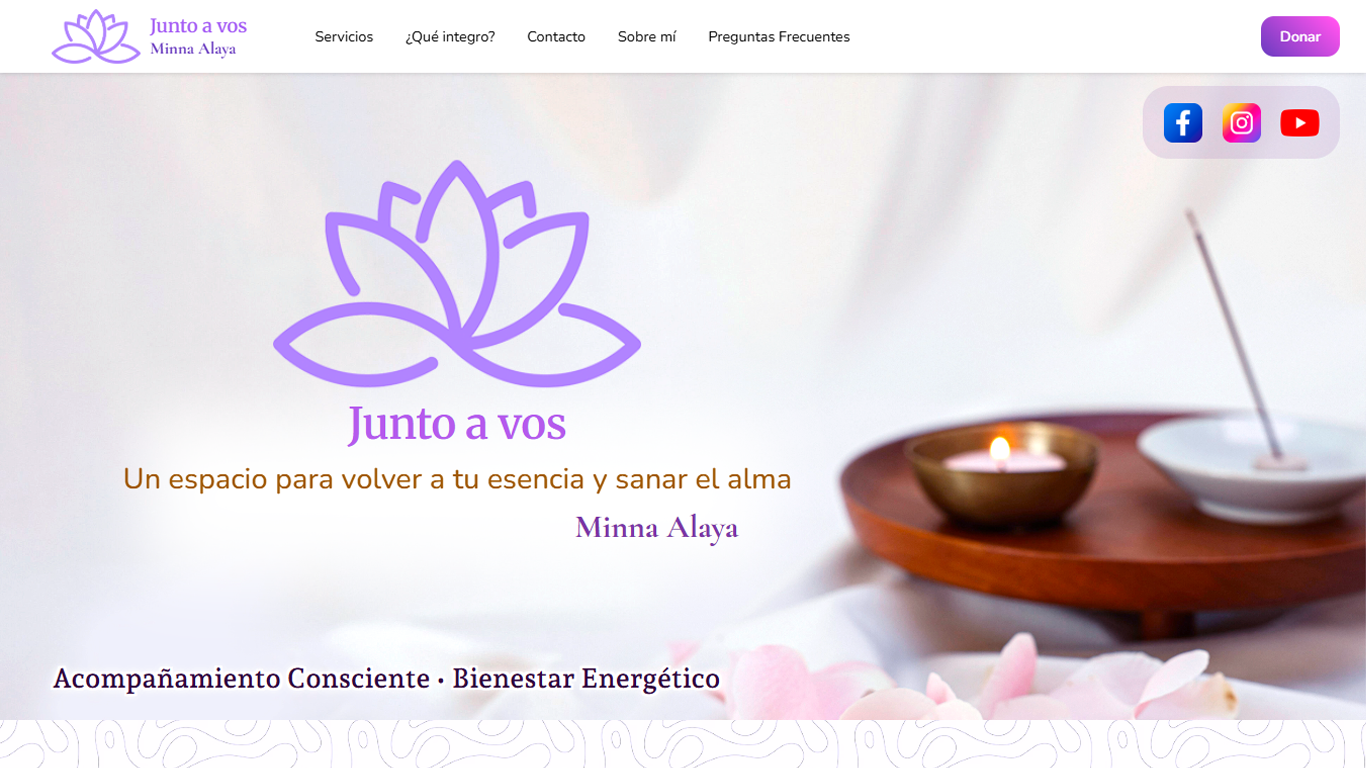 Junto a vos
Minna Alaya
Servicios
¿Qué integro?
Contacto
Sobre mí
Preguntas Frecuentes
Donar
Junto a vos
Un espacio para volver a tu esencia y sanar el alma
Minna Alaya
Acompañamiento Consciente · Bienestar Energético